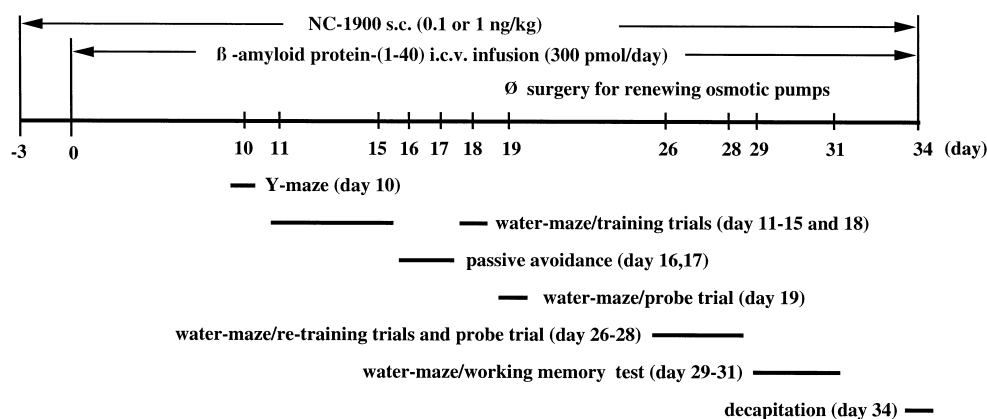 NC-1900 s.c. (0.1 or 1 ng/kg)
ß -amyloid protein-(1-40) i.c.v. infusion (300 pmol/day)
Ø surgery for renewing osmotic pumps
-3 0 10 11 15 16 17 18 19 26 28 29 31 34 (day)
Y-maze (day 10)
water-maze/training trials (day 11-15 and 18)
passive avoidance (day 16,17)
water-maze/probe trial (day 19)
water-maze/re-training trials and probe trial (day 26-28)
water-maze/working memory test (day 29-31)
decapitation (day 34)